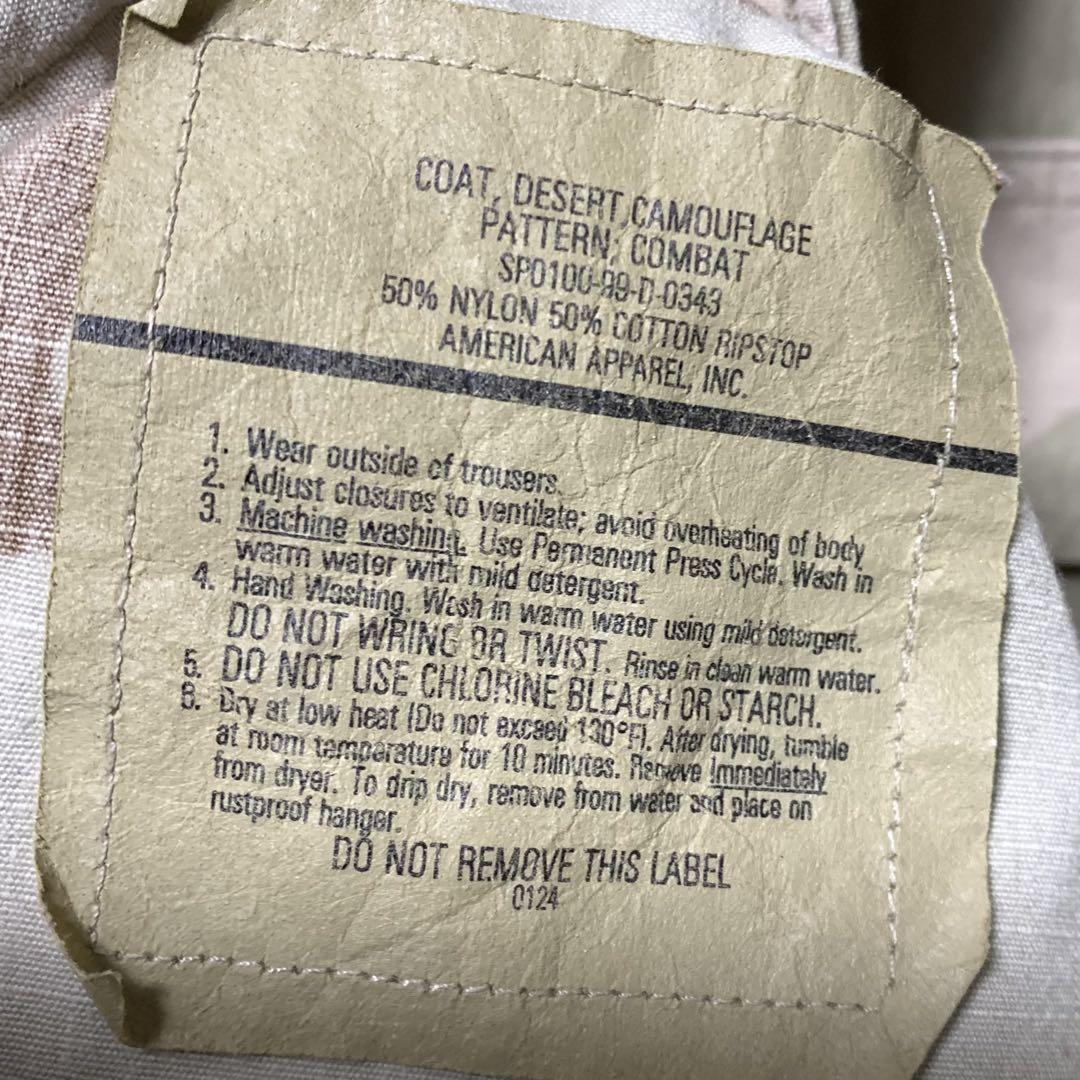 COAT, DESERT CAMOUFLAGE
PATTERN; COMBAT
SP0100-99-D-0343
50% NYLON 50% COTTON RIPSTOP
AMERICAN APPAREL, INC.
1. Wear outside of trousers.
2. Adjust closures to ventilate; avoid overheating of body
3. Machine washing. Use Permanent Press Cycle. Wash in
warm water with mild detergent.
4. Hand Washing. Wash in warm water using mild detergent.
DO NOT WRING OR TWIST. Rinse in clean warm water.
5. DO NOT USE CHLORINE BLEACH OR STARCH.
6. Dry at low heat (Do not exceed 130°F). After drying, tumble
at room temparature for 10 minutes. Remove Immediately
from dryer. To drip dry, remove from water and place on
rustproof hanger.
DO NOT REMOVE THIS LABEL
0124